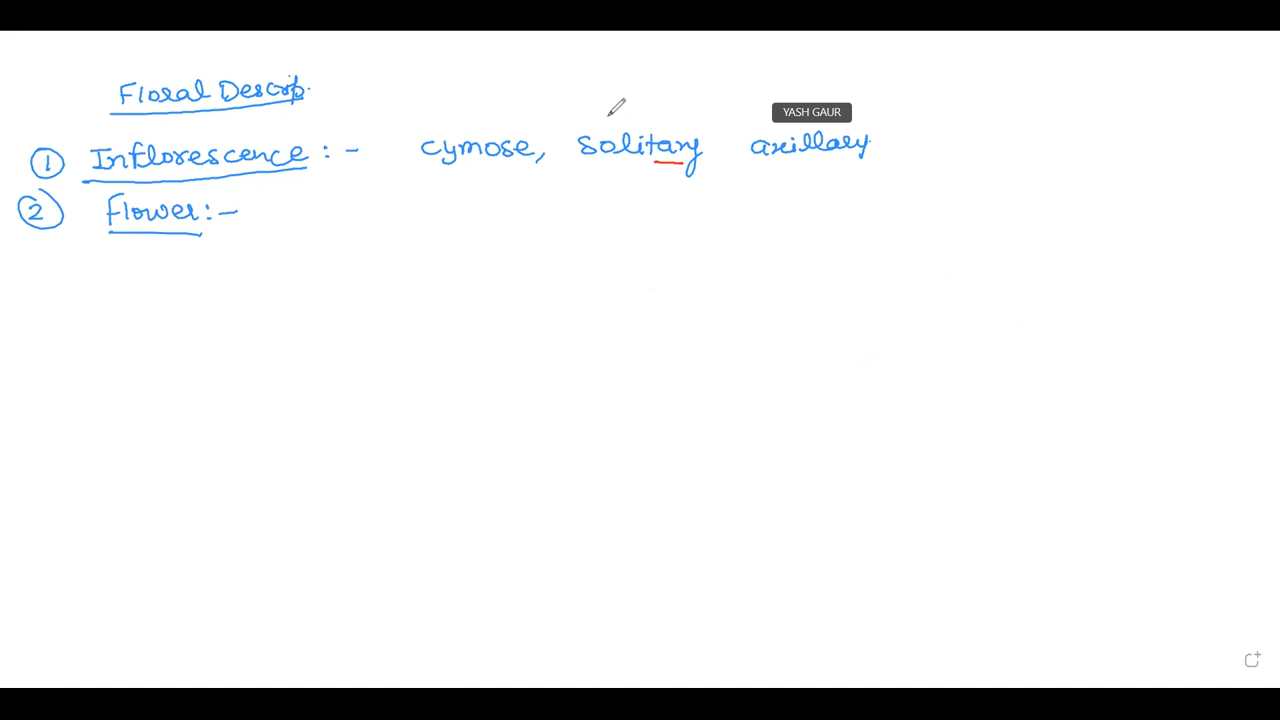 Floral Descrip.
YASH GAUR
① Inflorescence :- cymose, solitary axillary.
② flower :-